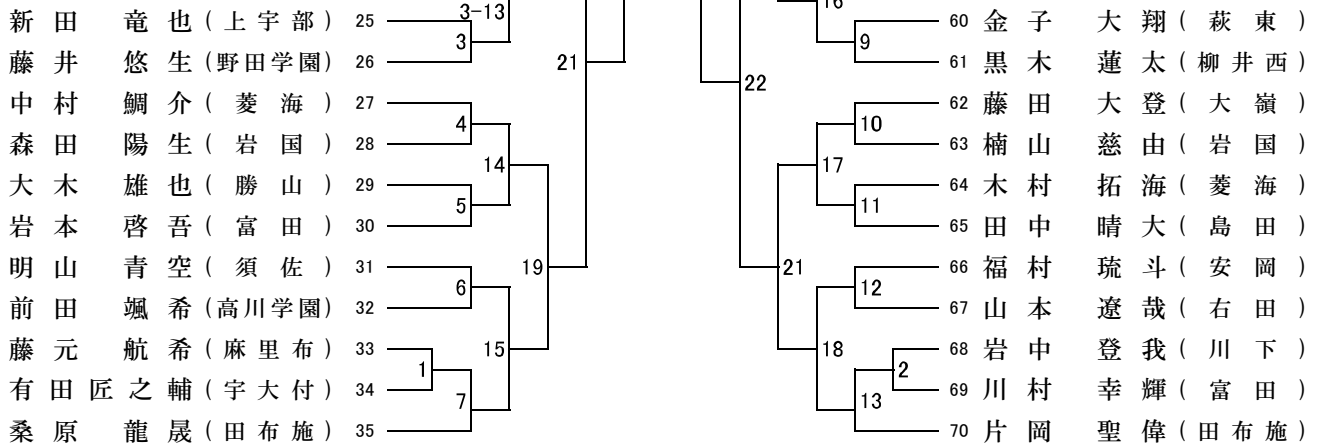 新田 竜也(上宇部) 25
藤井 悠生(野田学園) 26
中村 鯛介(菱海) 27
森田 陽生(岩国) 28
大木 雄也(勝山) 29
岩本 啓吾(富田) 30
明山 青空(須佐) 31
前田 颯希(高川学園) 32
藤元 航希(麻里布) 33
有田匠之輔(宇大付) 34
桑原 龍晟(田布施) 35
3-13
3
21
4
14
5
19
6
15
1
7
16
9
22
10
17
11
21
12
18
2
13
60 金子 大翔(萩東)
61 黒木 蓮太(柳井西)
62 藤田 大登(大嶺)
63 楠山 慈由(岩国)
64 木村 拓海(菱海)
65 田中 晴大(島田)
66 福村 琉斗(安岡)
67 山本 遼哉(右田)
68 岩中 登我(川下)
69 川村 幸輝(富田)
70 片岡 聖偉(田布施)